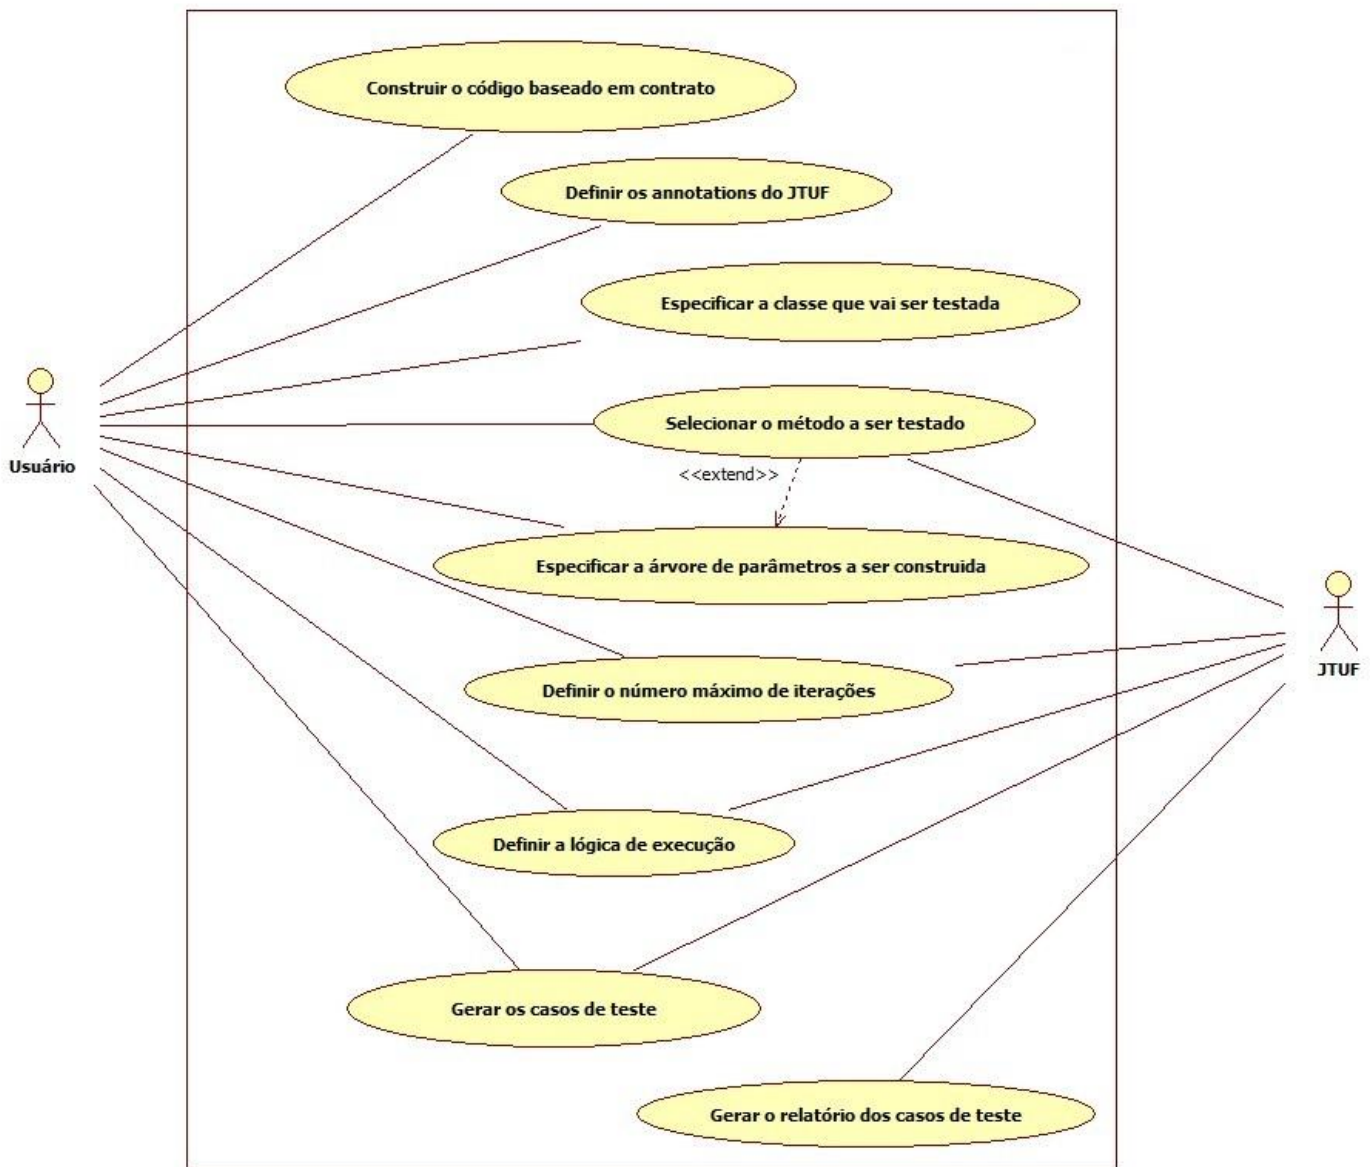 Construir o código baseado em contrato
Definir os annotations do JTUF
Especificar a classe que vai ser testada
Selecionar o método a ser testado
<<extend>>
Usuário
Especificar a árvore de parâmetros a ser construida
JTUF
Definir o número máximo de iterações
Definir a lógica de execução
Gerar os casos de teste
Gerar o relatório dos casos de teste